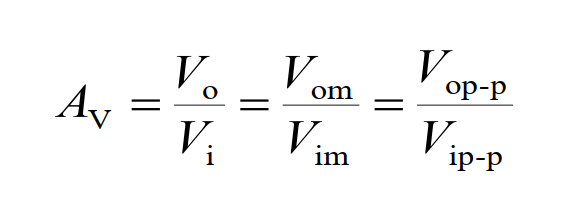 A_V = V_o / V_i = V_om / V_im = V_op-p / V_ip-p